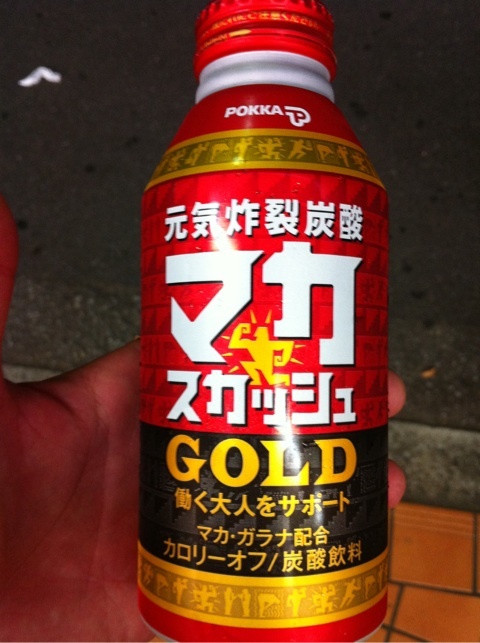 POKKA
元気炸裂炭酸
マカ
スカッシュ
GOLD
働く大人をサポート
マカ・ガラナ配合
カロリーオフ/炭酸飲料